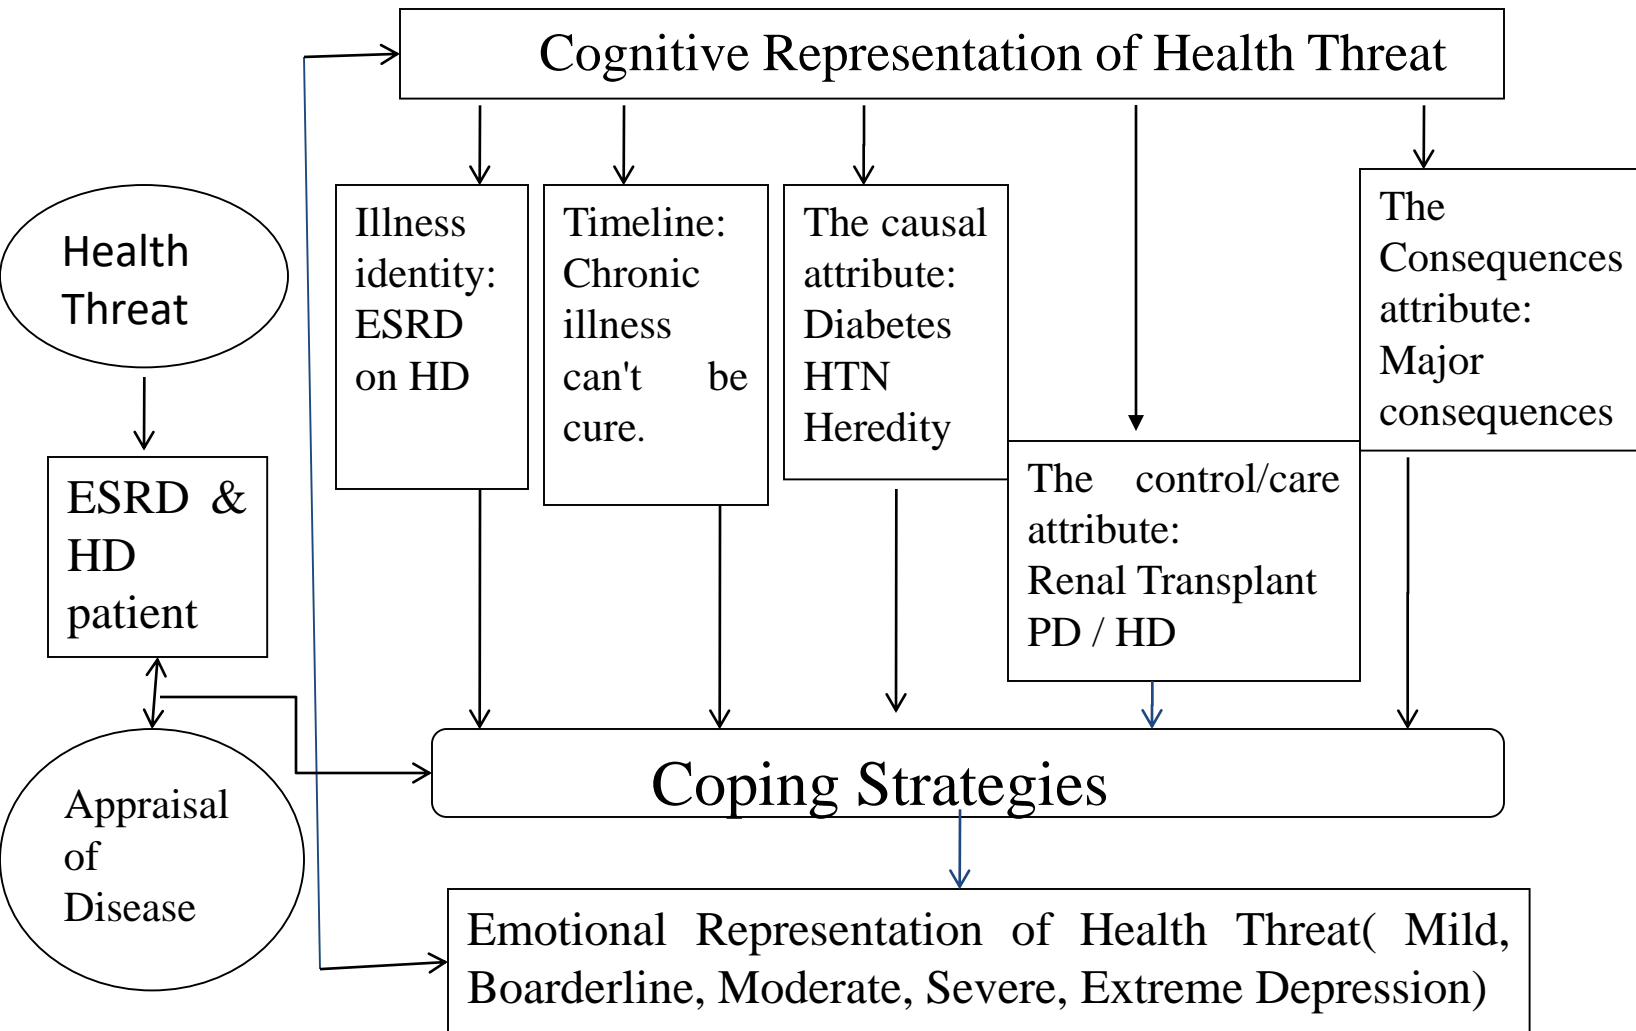 Cognitive Representation of Health Threat
Health
Threat
ESRD &
HD
patient
Appraisal
of
Disease
Illness
identity:
ESRD
on HD
Timeline:
Chronic
illness
can't be
cure.
The causal
attribute:
Diabetes
HTN
Heredity
The control/care
attribute:
Renal Transplant
PD / HD
The
Consequences
attribute:
Major
consequences
Coping Strategies
Emotional Representation of Health Threat( Mild,
Boarderline, Moderate, Severe, Extreme Depression)